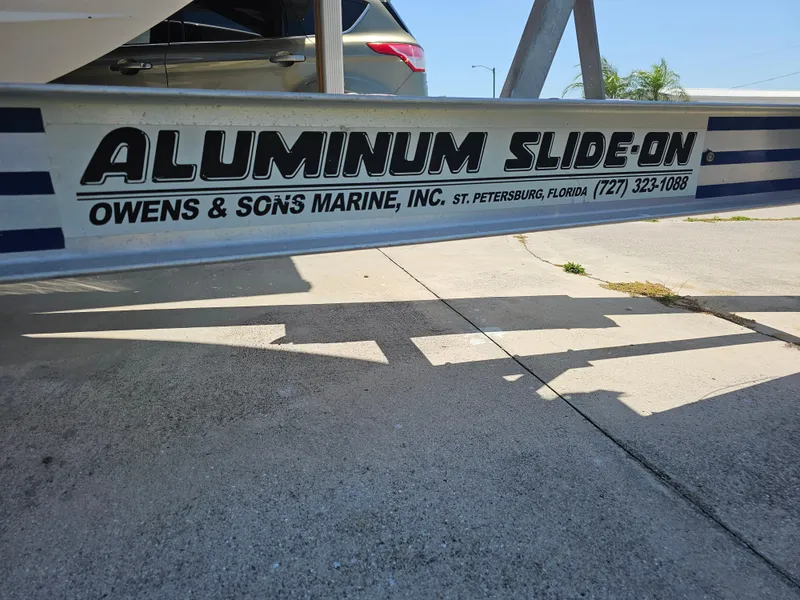 ALUMINUM SLIDE-ON
OWENS & SONS MARINE, INC. ST. PETERSBURG, FLORIDA (727) 323-1088